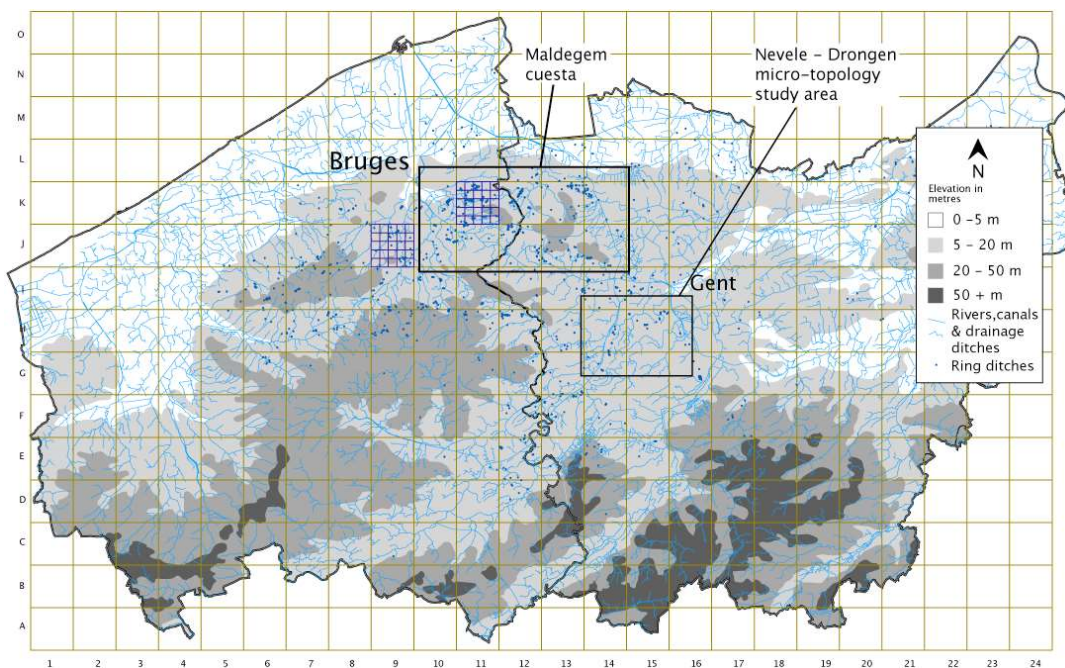 Maldegem
cuesta
Nevele - Drongen
micro-topology
study area
Bruges
Gent
N
Elevation in
metres
0 -5 m
5 - 20 m
20 - 50 m
50 + m
Rivers,canals
& drainage
ditches
Ring ditches
O
N
M
L
K
J
I
H
G
F
E
D
C
B
A
1 2 3 4 5 6 7 8 9 10 11 12 13 14 15 16 17 18 19 20 21 22 23 24